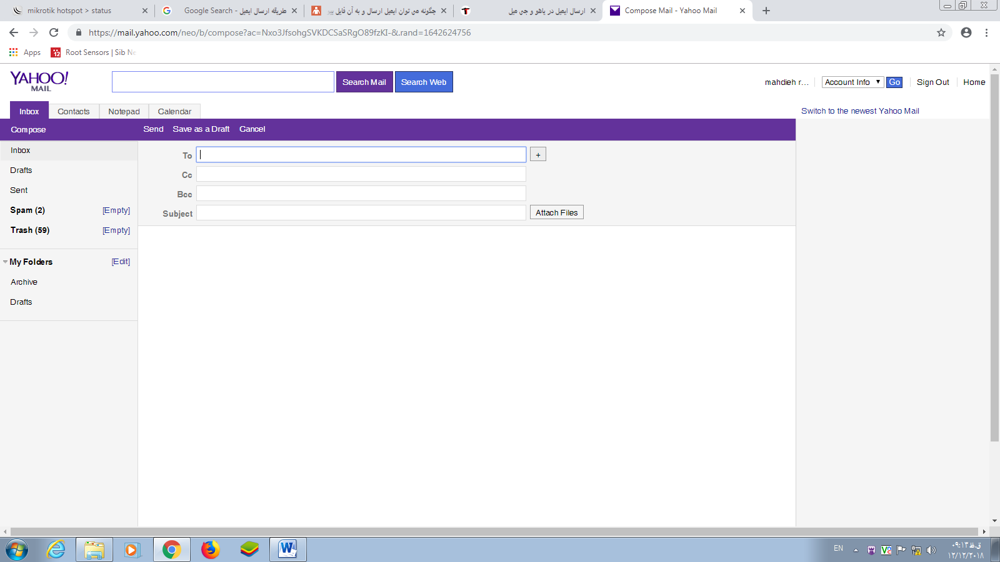 mikrotik hotspot > status
Google Search - طریقه ارسال ایمیل
چگونه می توان ایمیل ارسال و به آن فایل پیو
ارسال ایمیل در یاهو و جی میل
Compose Mail - Yahoo Mail
https://mail.yahoo.com/neo/b/compose?ac=Nxo3JfsohgSVKDCSaSRgO89fzKI-&.rand=1642624756
Apps
12 Root Sensors | Sib Ne
YAHOO!
MAIL
Search Mail
Search Web
mahdieh r...
Account Info
Go
Sign Out
Home
Inbox
Contacts
Notepad
Calendar
Switch to the newest Yahoo Mail
Compose
Send
Save as a Draft
Cancel
Inbox
Drafts
Sent
Spam (2) [Empty]
Trash (59) [Empty]
My Folders [Edit]
Archive
Drafts
To
+
Cc
Bcc
Subject
Attach Files
EN
ق.ظ ۰۹:۱۳
۱۲/۱۲/۲۰۱۸